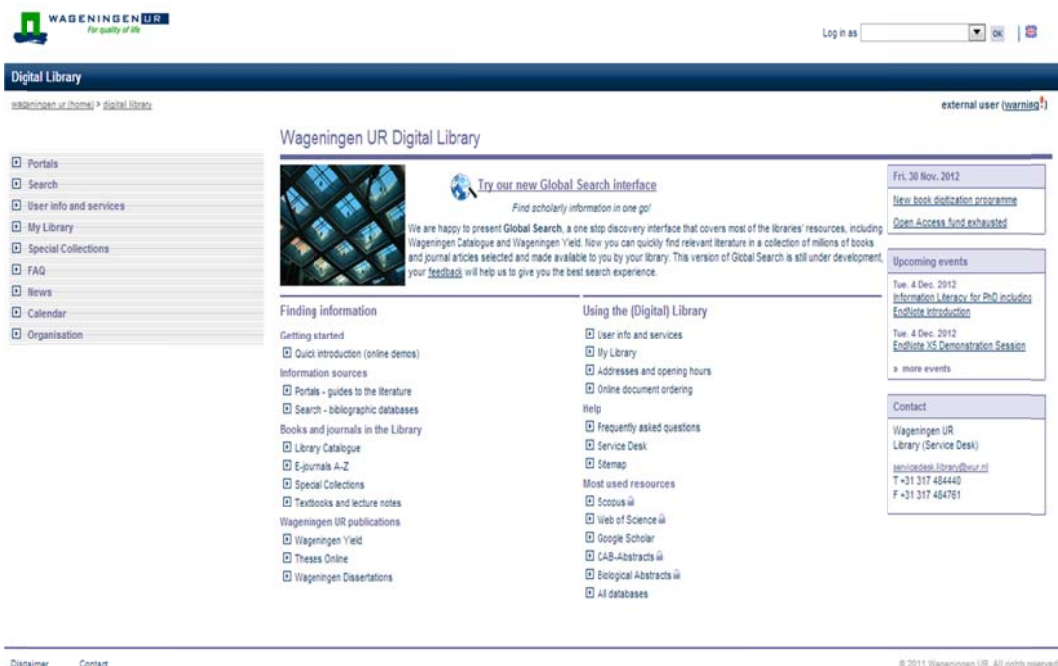 WAGENINGEN UR
For quality of life
Log in as
OK
Digital Library
wageningen ur (home) > digital library
external user (warning!)
Portals
Search
User info and services
My Library
Special Collections
FAQ
News
Calendar
Organisation
Wageningen UR Digital Library
Try our new Global Search interface
Find scholarly information in one go!
We are happy to present Global Search, a one stop discovery interface that covers most of the libraries' resources, including
Wageningen Catalogue and Wageningen Yield. Now you can quickly find relevant literature in a collection of millions of books
and journal articles selected and made available to you by your library. This version of Global Search is still under development,
your feedback will help us to give you the best search experience.
Finding information
Getting started
Quick introduction (online demos)
Information sources
Portals - guides to the literature
Search - bibliographic databases
Books and journals in the Library
Library Catalogue
E-journals A-Z
Special Collections
Textbooks and lecture notes
Wageningen UR publications
Wageningen Yield
Theses Online
Wageningen Dissertations
Using the (Digital) Library
User info and services
My Library
Addresses and opening hours
Online document ordering
Help
Frequently asked questions
Service Desk
Sitemap
Most used resources
Scopus
Web of Science
Google Scholar
CAB-Abstracts
Biological Abstracts
All databases
Fri. 30 Nov. 2012
New book digitization programme
Open Access fund exhausted
Upcoming events
Tue. 4 Dec. 2012
Information Literacy for PhD including
EndNote Introduction
Tue. 4 Dec. 2012
EndNote X5 Demonstration Session
» more events
Contact
Wageningen UR
Library (Service Desk)
servicedesk.library@wur.nl
T +31 317 484440
F +31 317 484761
Disclaimer
Contact
© 2011 Wageningen UR. All rights reserved